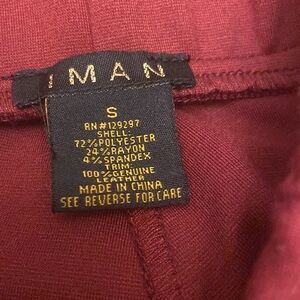 IMAN
S
RN#129297
SHELL:
72%POLYESTER
24%RAYON
4%SPANDEX
TRIM:
100%GENUINE
LEATHER
MADE IN CHINA
SEE REVERSE FOR CARE